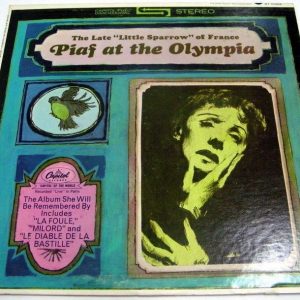 STEREO
The Late "Little Sparrow" of France
Piaf at the Olympia
Capitol
CAPITOL OF THE WORLD
Recorded "Live" in Paris
The Album She Will
Be Remembered By
Includes
"LA FOULE,"
"MILORD" and
"LE DIABLE DE LA
BASTILLE"